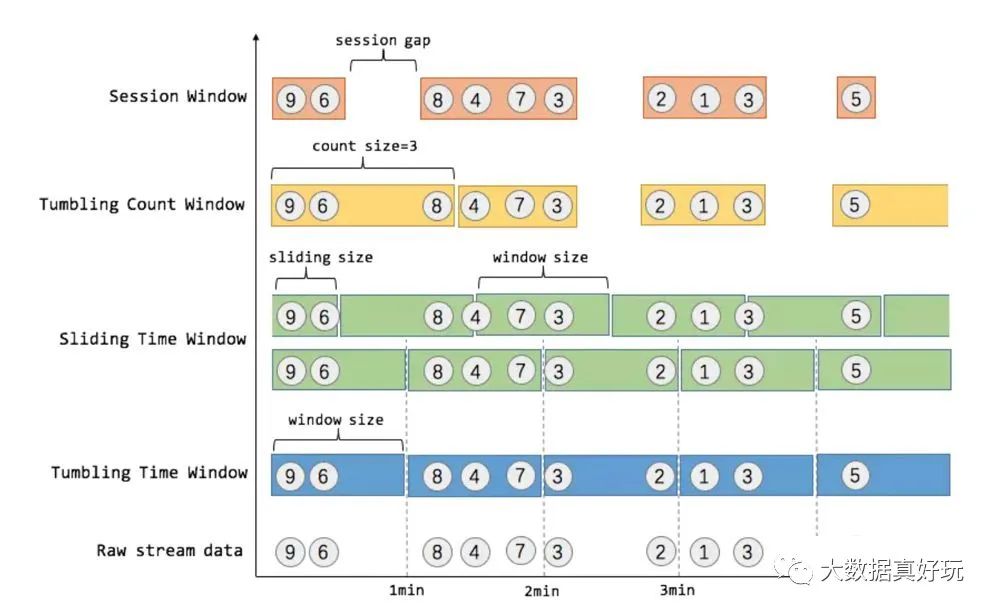 session gap
Session Window
9 6 8 4 7 3 2 1 3 5
count size=3
Tumbling Count Window
9 6 8 4 7 3 2 1 3 5
sliding size
window size
9 6 8 4 7 3 2 1 3 5
Sliding Time Window
9 6 8 4 7 3 2 1 3 5
window size
Tumbling Time Window
9 6 8 4 7 3 2 1 3 5
Raw stream data
9 6 8 4 7 3 2 1 3
大数据真好玩
1min
2min
3min